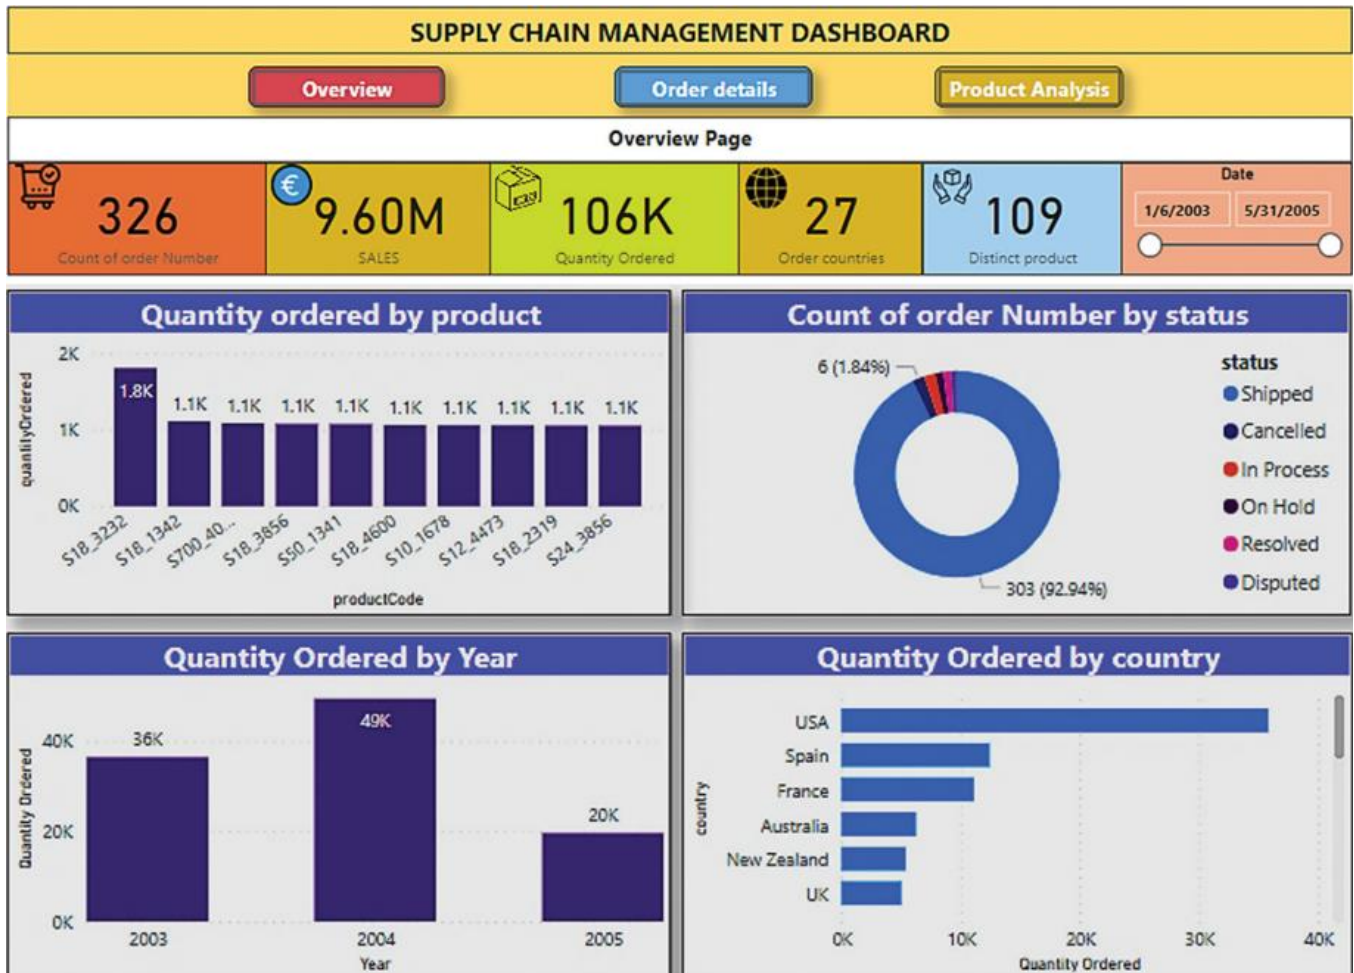 SUPPLY CHAIN MANAGEMENT DASHBOARD
Overview Order details Product Analysis
Overview Page
326
Count of order Number
€
9.60M
SALES
106K
Quantity Ordered
27
Order countries
109
Distinct product
Date
1/6/2003 5/31/2005
Quantity ordered by product
quantityOrdered
2K
1K
0K
1.8K 1.1K 1.1K 1.1K 1.1K 1.1K 1.1K 1.1K 1.1K 1.1K
S18_3232 S18_1342 S700_40... S18_3856 S50_1341 S18_4600 S10_1678 S12_4473 S18_2319 S24_3856
productCode
Count of order Number by status
6 (1.84%)
303 (92.94%)
status
Shipped
Cancelled
In Process
On Hold
Resolved
Disputed
Quantity Ordered by Year
Quantity Ordered
40K
20K
0K
36K 49K 20K
2003 2004 2005
Year
Quantity Ordered by country
country
USA
Spain
France
Australia
New Zealand
UK
0K 10K 20K 30K 40K
Quantity Ordered